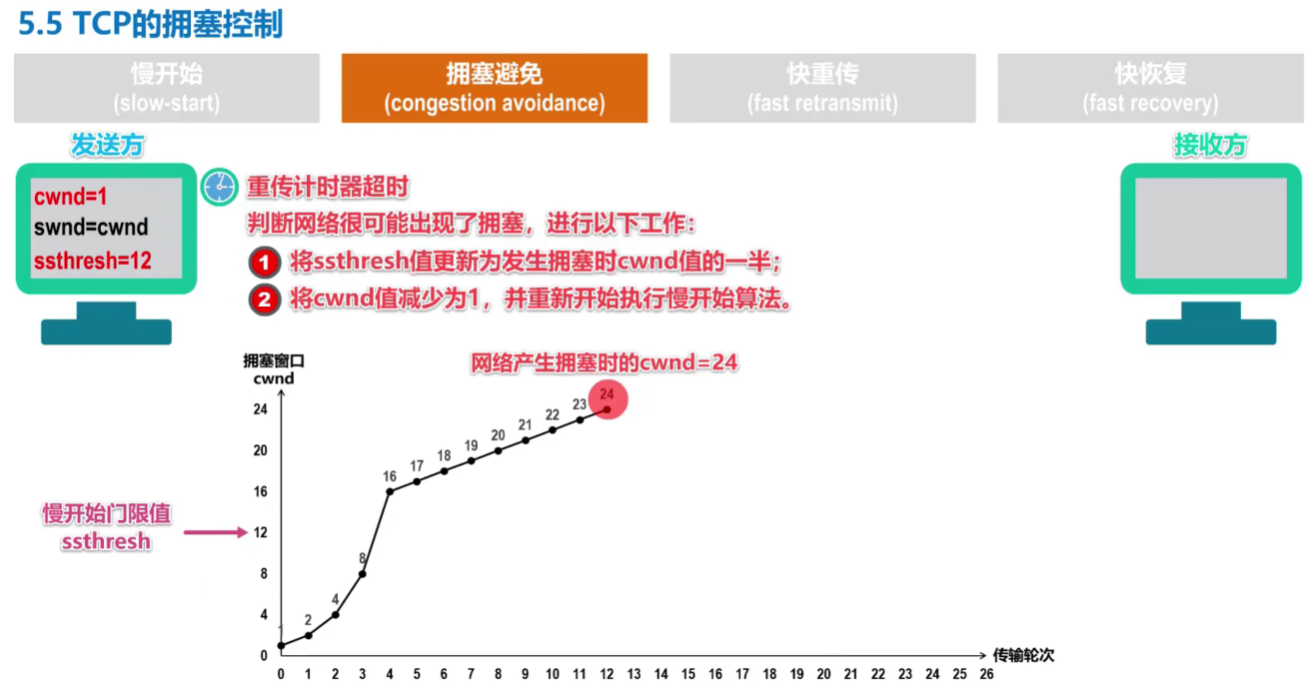 5.5 TCP的拥塞控制
慢开始
(slow-start)
拥塞避免
(congestion avoidance)
快重传
(fast retransmit)
快恢复
(fast recovery)
发送方
接收方
cwnd=1
swnd=cwnd
ssthresh=12
重传计时器超时
判断网络很可能出现了拥塞，进行以下工作：
1 将ssthresh值更新为发生拥塞时cwnd值的一半；
2 将cwnd值减少为1，并重新开始执行慢开始算法。
拥塞窗口
cwnd
网络产生拥塞时的cwnd=24
24
20
16
12
8
4
0
慢开始门限值
ssthresh
2
4
8
16
17
18
19
20
21
22
23
24
0 1 2 3 4 5 6 7 8 9 10 11 12 13 14 15 16 17 18 19 20 21 22 23 24 25 26
传输轮次